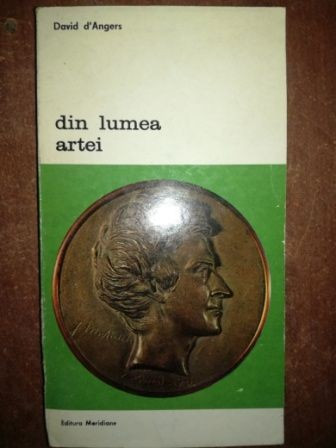 David d'Angers
din lumea
artei
Editura Meridiane